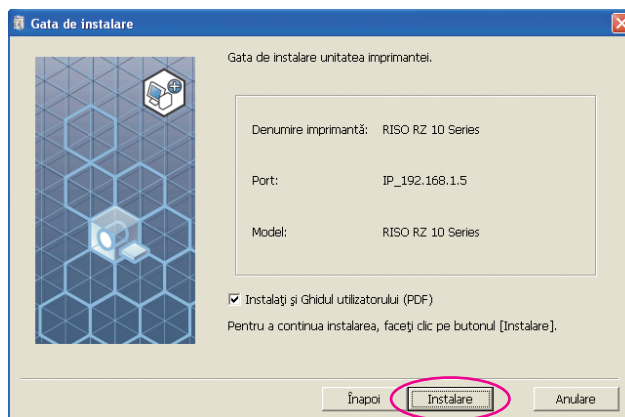 Gata de instalare
Gata de instalare unitatea imprimantei.
Denumire imprimantă: RISO RZ 10 Series
Port: IP_192.168.1.5
Model: RISO RZ 10 Series
Instalaţi şi Ghidul utilizatorului (PDF)
Pentru a continua instalarea, faceţi clic pe butonul [Instalare].
Înapoi Instalare Anulare